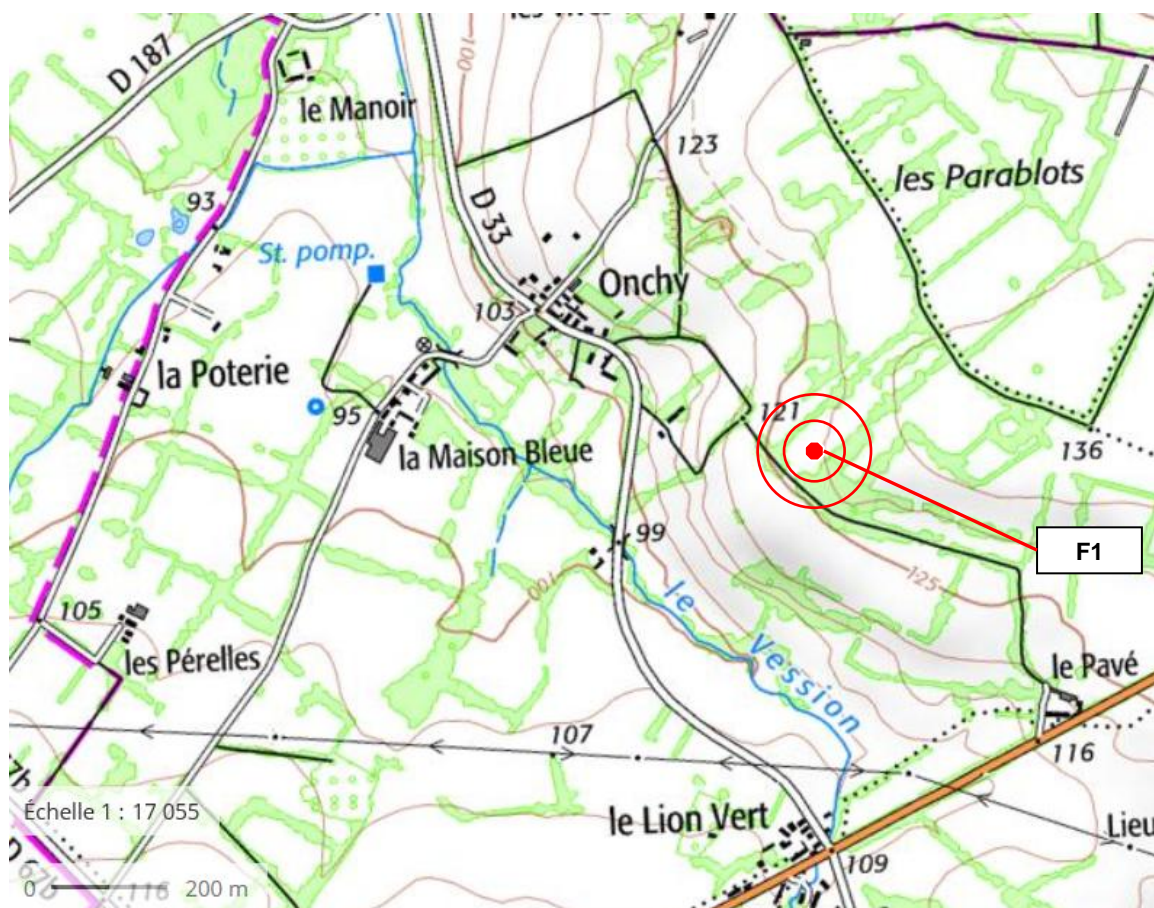 D 187
100
le Manoir
123
les Parablots
93
D 33
St. pomp.
Onchy
103
la Poterie
121
95
136
la Maison Bleue
99
F1
125
le
100
105
Vession
les Pérelles
le Pavé
107
116
Échelle 1 : 17 055
le Lion Vert
Lieu
109
67b
116
0 200 m